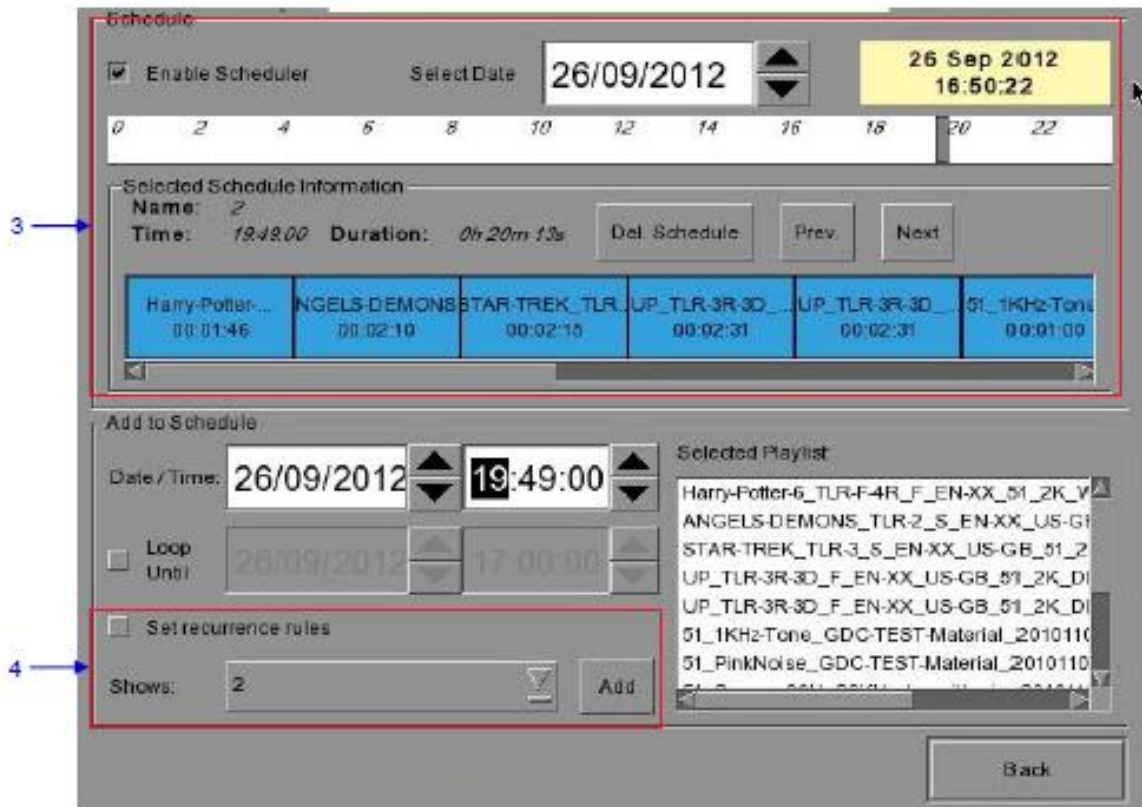 Schedule
Enable Scheduler
Select Date
26/09/2012
26 Sep 2012
16:50:22
0 2 4 6 8 10 12 14 16 18 20 22
Selected Schedule Information
Name: 2
Time: 19:49:00 Duration: 0h 20m 13s
Del. Schedule
Prev.
Next
3
Harry-Potter-...
00:01:46
NGELS-DEMONS
00:02:10
STAR-TREK_TLR...
00:02:15
UP_TLR-3R-3D_...
00:02:31
UP_TLR-3R-3D_...
00:02:31
51_1KHz-Tone
00:01:00
Add to Schedule
Date / Time: 26/09/2012 19:49:00
Loop
Until
26/09/2012 17:00:00
Set recurrence rules
4
Shows: 2
Add
Selected Playlist
Harry-Potter-6_TLR-F-4R_F_EN-XX_51_2K_W
ANGELS-DEMONS_TLR-2_S_EN-XX_US-GB
STAR-TREK_TLR-3_S_EN-XX_US-GB_51_2
UP_TLR-3R-3D_F_EN-XX_US-GB_51_2K_DI
UP_TLR-3R-3D_F_EN-XX_US-GB_51_2K_DI
51_1KHz-Tone_GDC-TEST-Material_2010110
51_PinkNoise_GDC-TEST-Material_2010110
Back